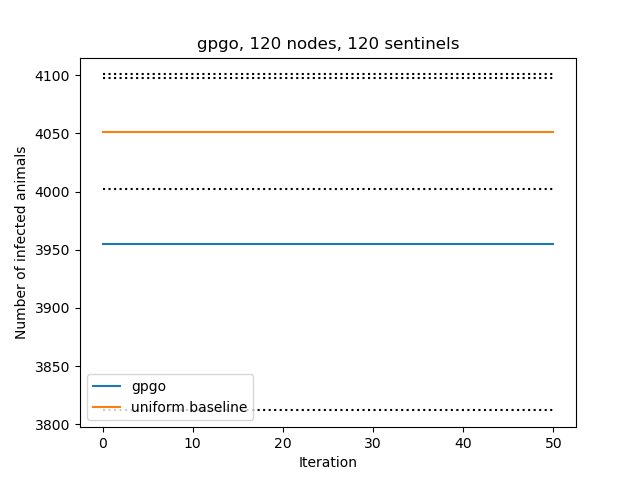 gpgo, 120 nodes, 120 sentinels
4100
4050
4000
3950
3900
3850
3800
Number of infected animals
gpgo
uniform baseline
0 10 20 30 40 50
Iteration